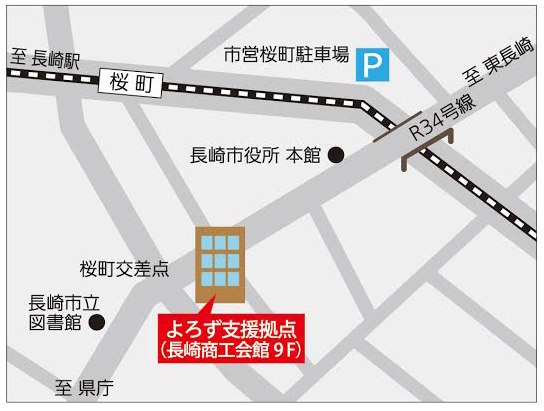 至 長崎駅
桜 町
市営桜町駐車場
P
至 東長崎
R34号線
長崎市役所 本館
桜町交差点
長崎市立
図書館
よろず支援拠点
(長崎商工会館９F)
至 県庁